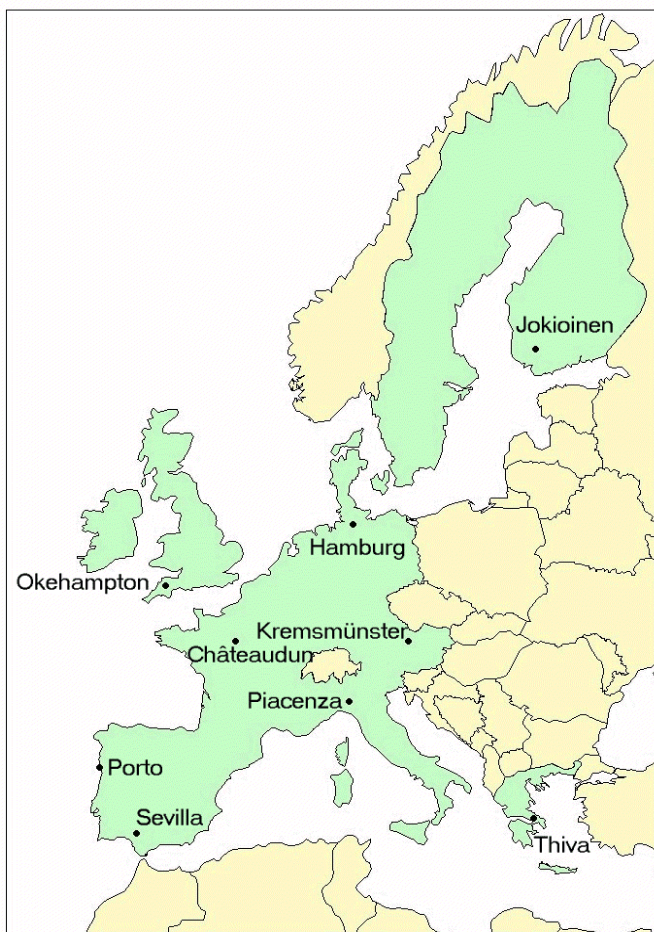 Jokioinen
Hamburg
Okehampton
Kremsmünster
Châteaudun
Piacenza
Porto
Sevilla
Thiva